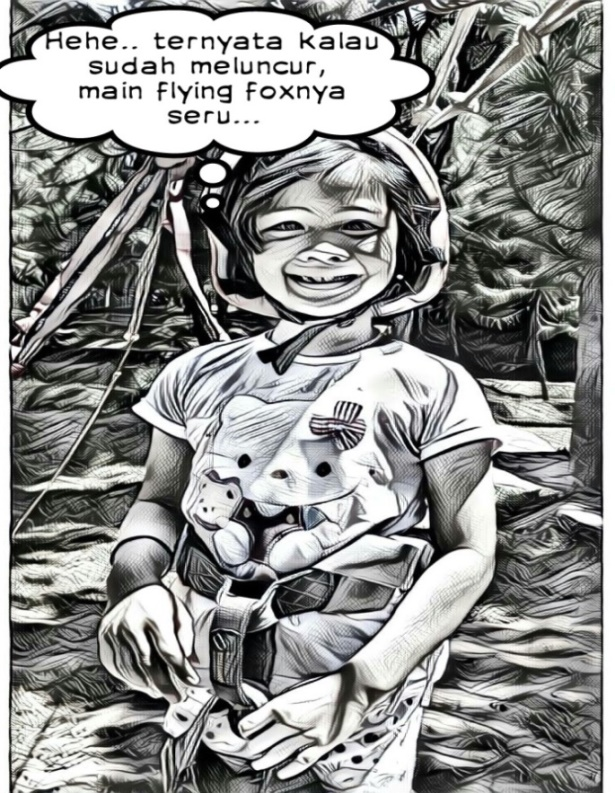 Hehe.. ternyata kalau
sudah meluncur,
main flying foxnya
seru...